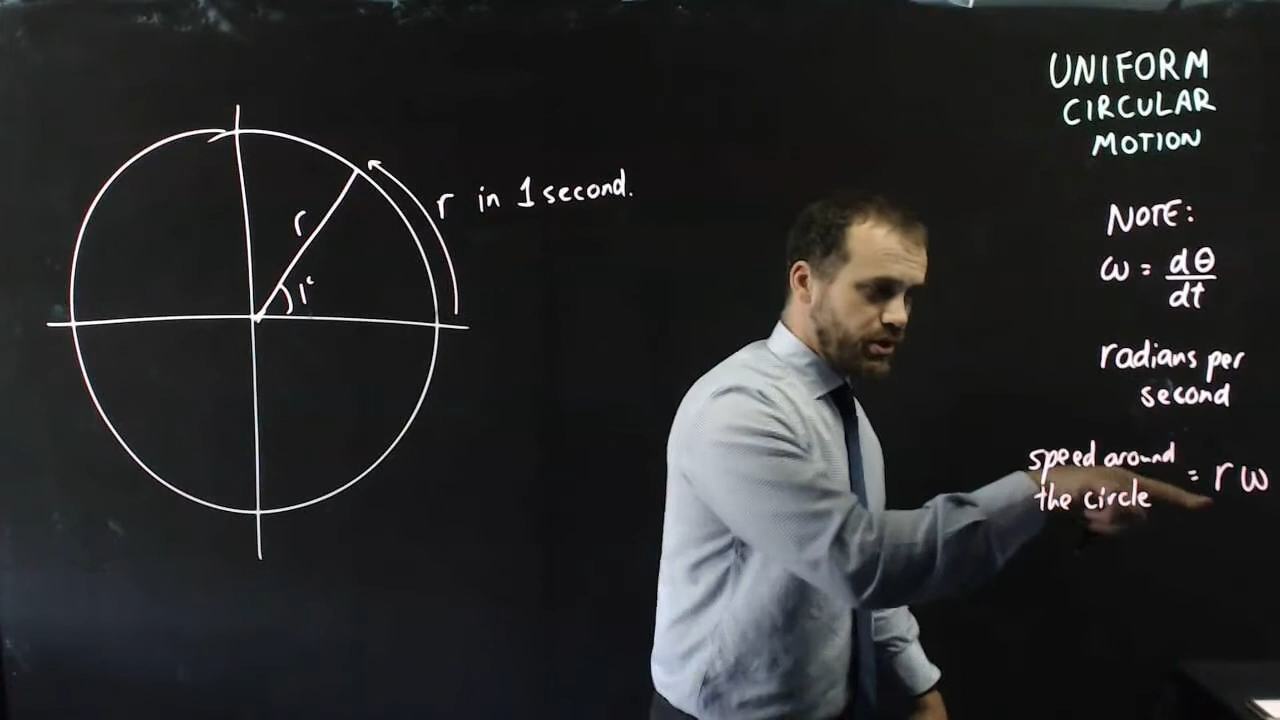 UNIFORM
CIRCULAR
MOTION
r in 1 second.
r
1ᶜ
NOTE:
ω = dθ/dt
radians per
second
speed around
the circle = rω